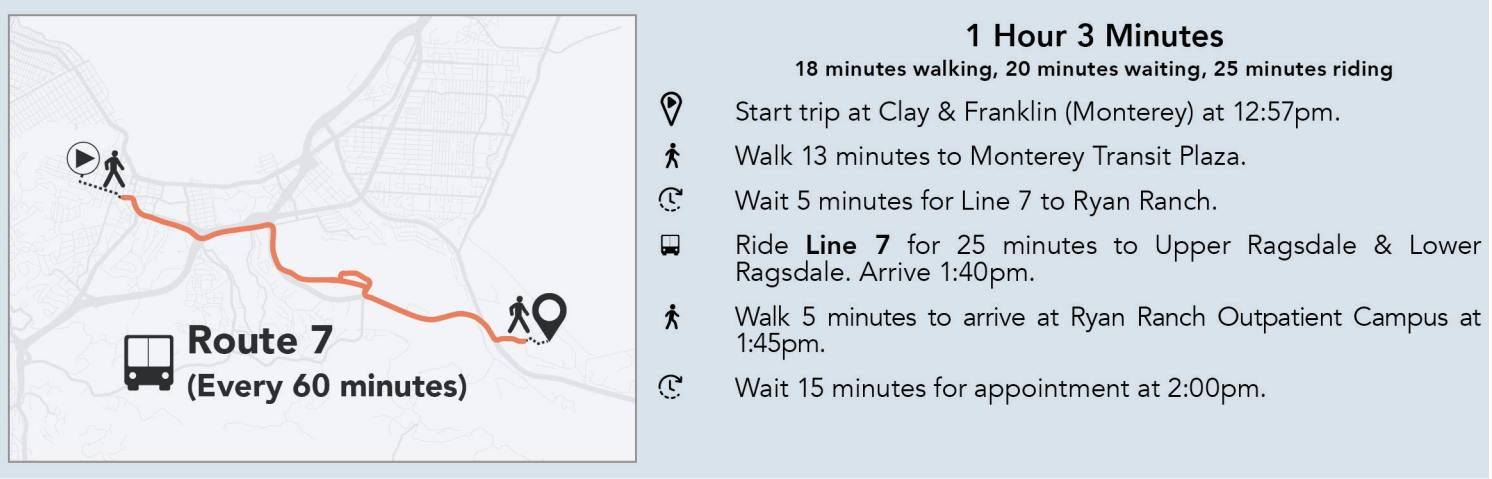 1 Hour 3 Minutes
18 minutes walking, 20 minutes waiting, 25 minutes riding
Start trip at Clay & Franklin (Monterey) at 12:57pm.
Walk 13 minutes to Monterey Transit Plaza.
Wait 5 minutes for Line 7 to Ryan Ranch.
Ride Line 7 for 25 minutes to Upper Ragsdale & Lower
Ragsdale. Arrive 1:40pm.
Walk 5 minutes to arrive at Ryan Ranch Outpatient Campus at
1:45pm.
Wait 15 minutes for appointment at 2:00pm.
Route 7
(Every 60 minutes)